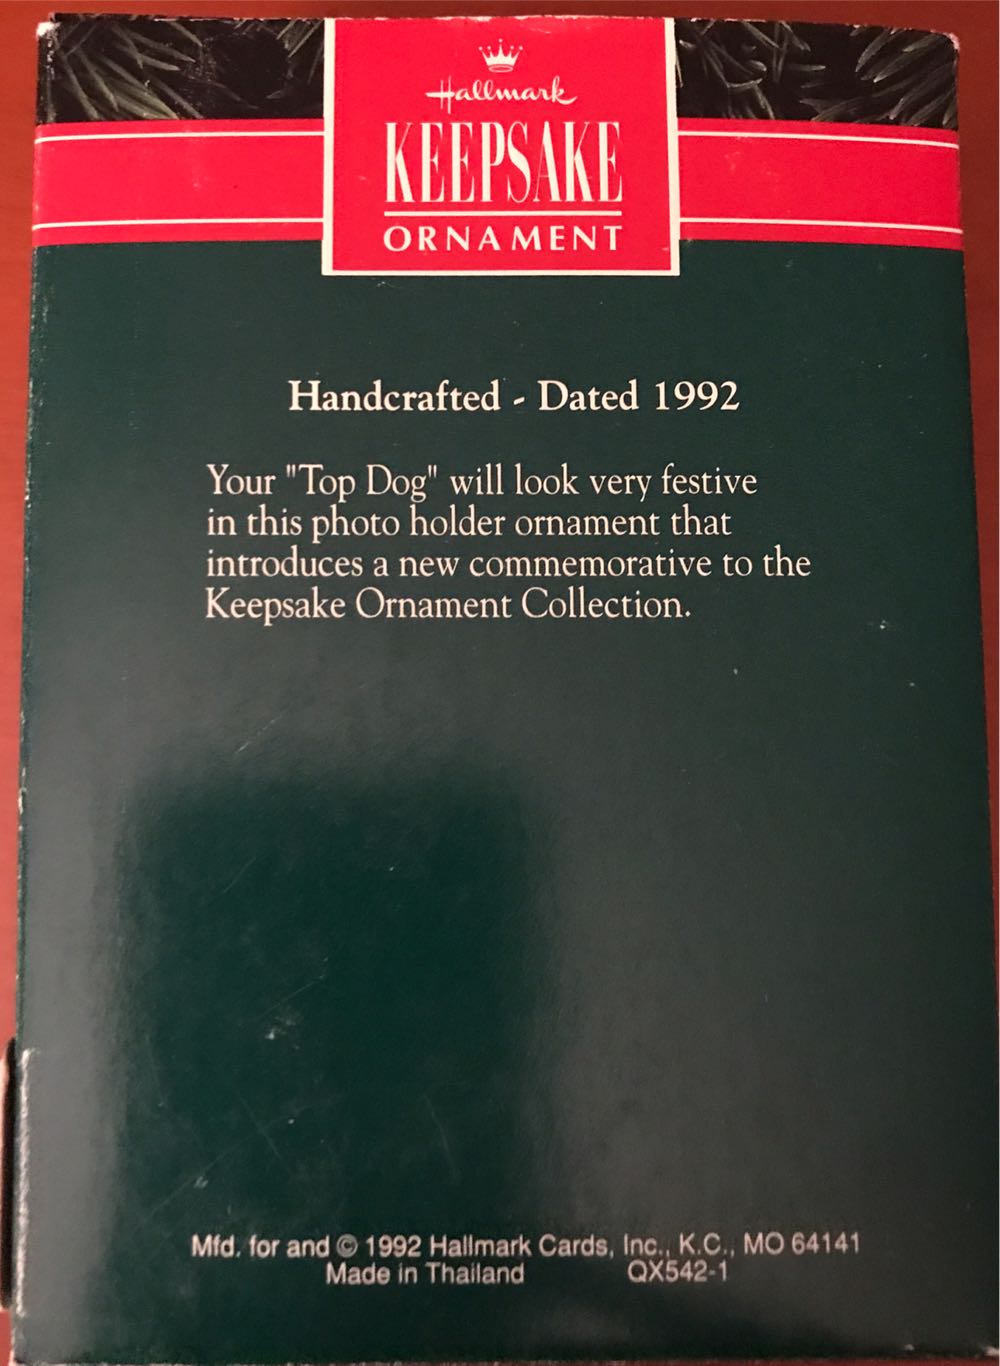 Hallmark
KEEPSAKE
ORNAMENT
Handcrafted - Dated 1992
Your "Top Dog" will look very festive
in this photo holder ornament that
introduces a new commemorative to the
Keepsake Ornament Collection.
Mfd. for and © 1992 Hallmark Cards, Inc., K.C., MO 64141
Made in Thailand QX542-1